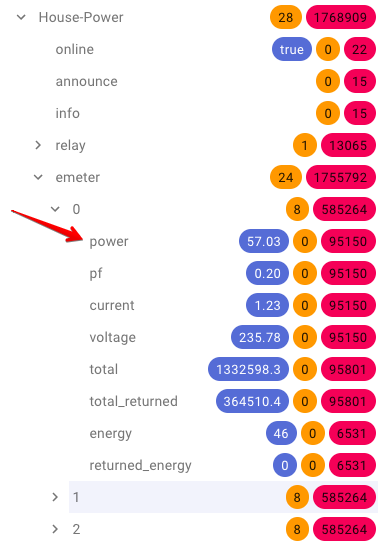 House-Power 28 1768909
online true 0 22
announce 0 15
info 0 15
relay 1 13065
emeter 24 1755792
0 8 585264
power 57.03 0 95150
pf 0.20 0 95150
current 1.23 0 95150
voltage 235.78 0 95150
total 1332598.3 0 95801
total_returned 364510.4 0 95801
energy 46 0 6531
returned_energy 0 0 6531
1 8 585264
2 8 585264